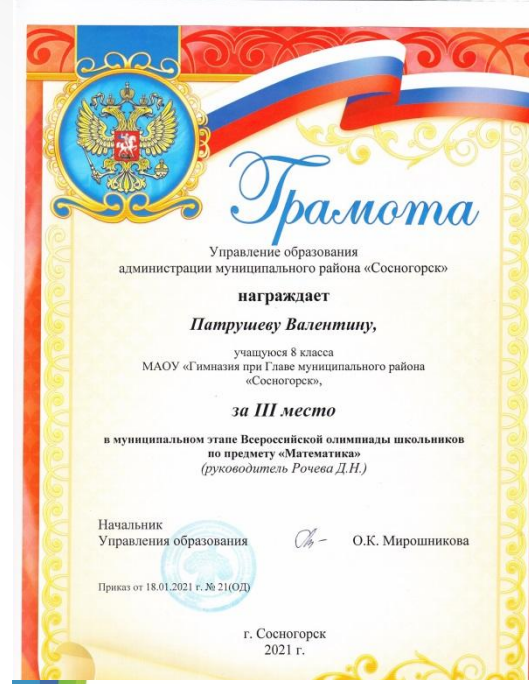 Грамота
Управление образования
администрации муниципального района «Сосногорск»
награждает
Патрушеву Валентину,
учащуюся 8 класса
МАОУ «Гимназия при Главе муниципального района
«Сосногорск»,
за III место
в муниципальном этапе Всероссийской олимпиады школьников
по предмету «Математика»
(руководитель Рочева Д.Н.)
Начальник
Управления образования
О.К. Мирошникова
Приказ от 18.01.2021 г. № 21(ОД)
г. Сосногорск
2021 г.